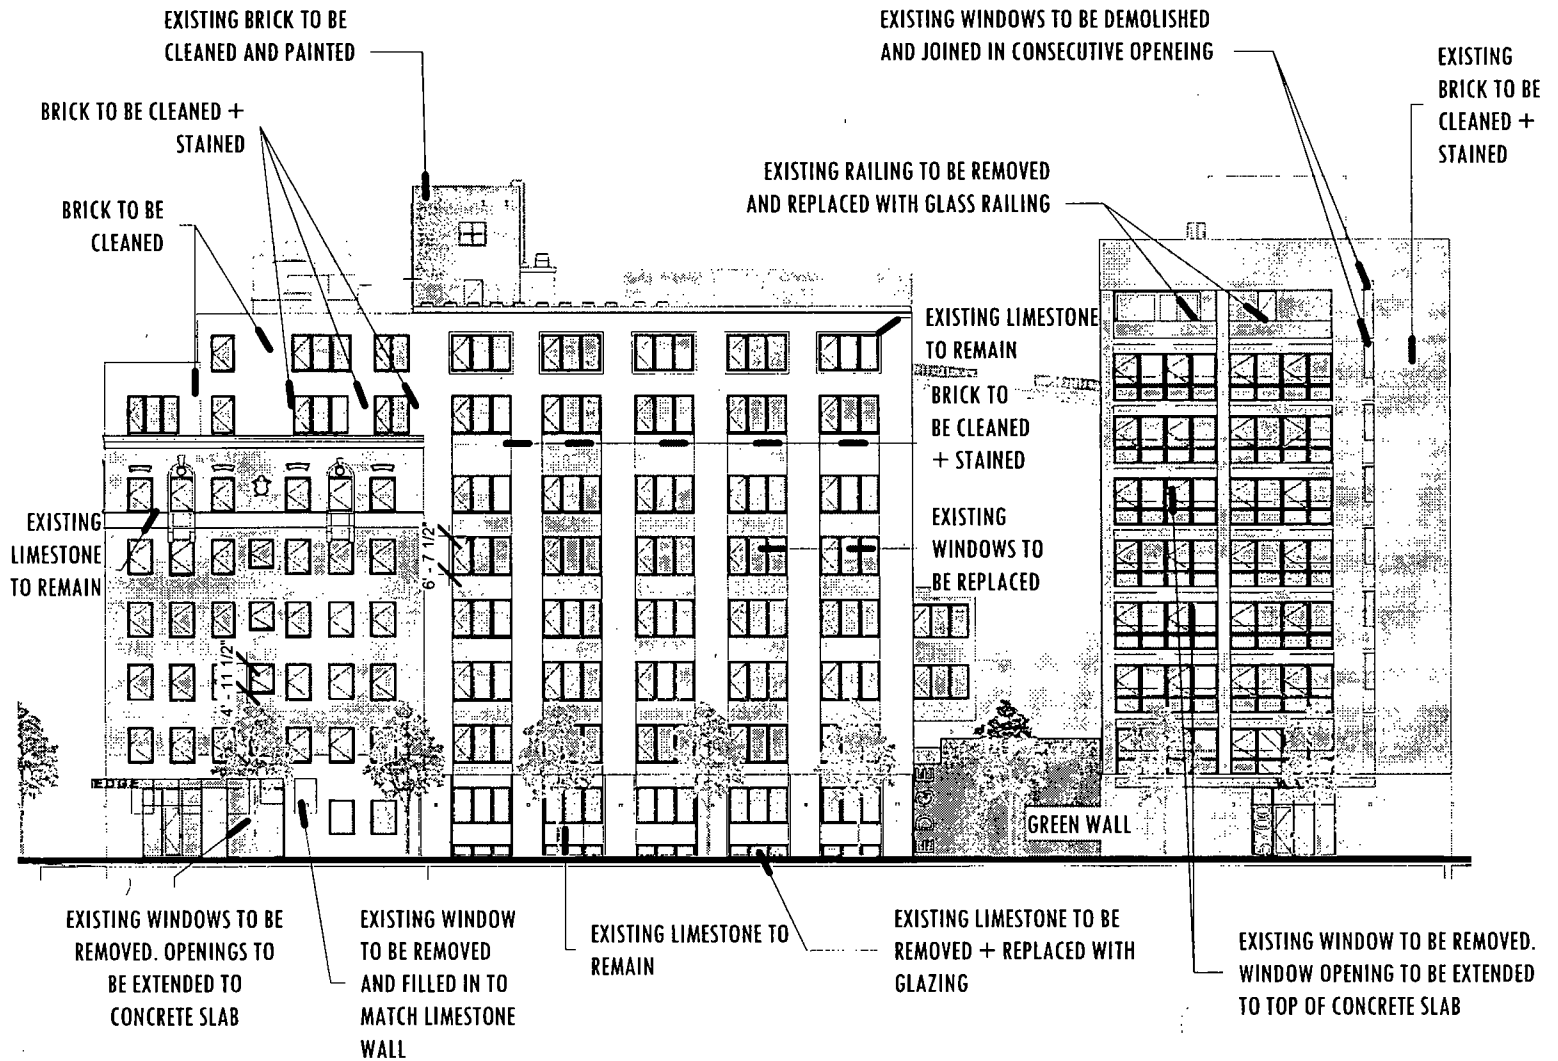 EXISTING BRICK TO BE
CLEANED AND PAINTED
EXISTING WINDOWS TO BE DEMOLISHED
AND JOINED IN CONSECUTIVE OPENEING
EXISTING
BRICK TO BE
CLEANED +
STAINED
BRICK TO BE CLEANED +
STAINED
EXISTING RAILING TO BE REMOVED
AND REPLACED WITH GLASS RAILING
BRICK TO BE
CLEANED
EXISTING LIMESTONE
TO REMAIN
BRICK TO
BE CLEANED
+ STAINED
EXISTING
LIMESTONE
TO REMAIN
6' - 7 1/2"
EXISTING
WINDOWS TO
BE REPLACED
4' - 11 1/2"
EDGE
EDGE
GREEN WALL
EXISTING WINDOWS TO BE
REMOVED. OPENINGS TO
BE EXTENDED TO
CONCRETE SLAB
EXISTING WINDOW
TO BE REMOVED
AND FILLED IN TO
MATCH LIMESTONE
WALL
EXISTING LIMESTONE TO
REMAIN
EXISTING LIMESTONE TO BE
REMOVED + REPLACED WITH
GLAZING
EXISTING WINDOW TO BE REMOVED.
WINDOW OPENING TO BE EXTENDED
TO TOP OF CONCRETE SLAB